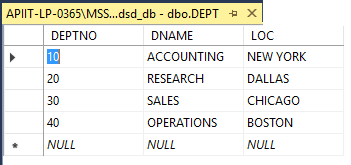 APIIT-LP-0365\MSS...dsd_db - dbo.DEPT
DEPTNO DNAME LOC
10 ACCOUNTING NEW YORK
20 RESEARCH DALLAS
30 SALES CHICAGO
40 OPERATIONS BOSTON
NULL NULL NULL